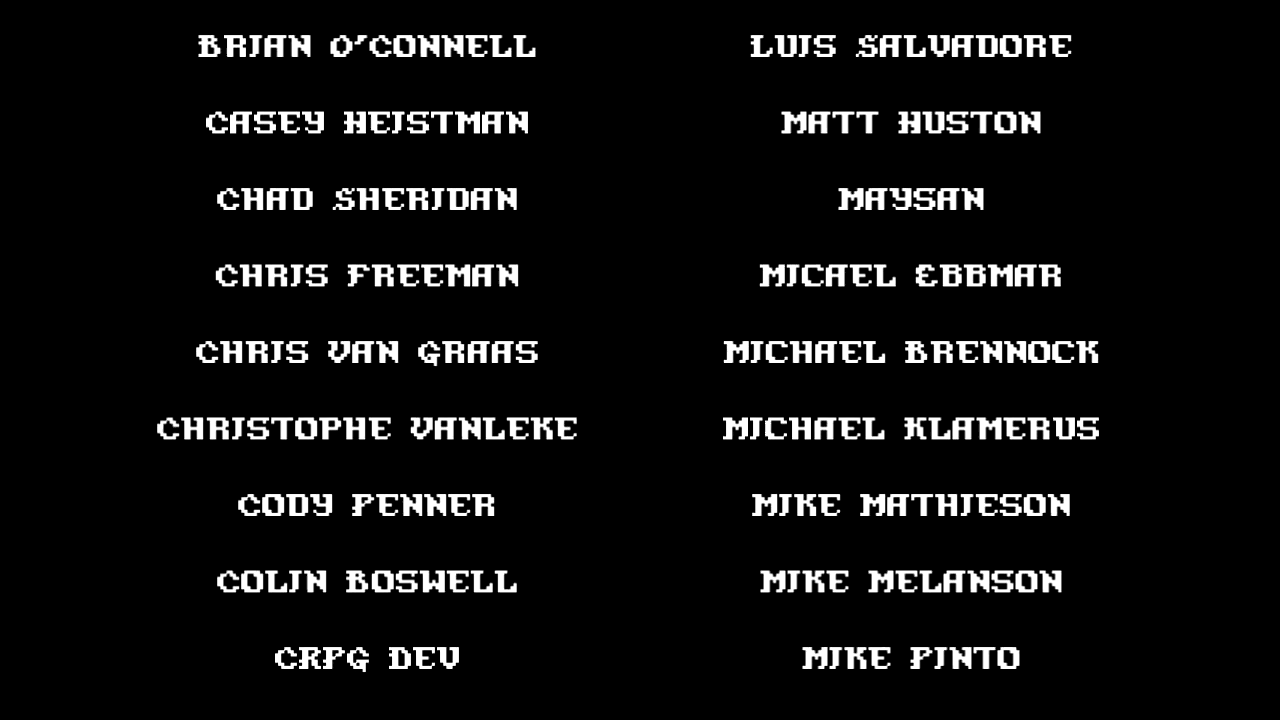 BRIAN O'CONNELL
LUIS SALVADORE
CASEY HEISTMAN
MATT HUSTON
CHAD SHERIDAN
MAYSAN
CHRIS FREEMAN
MICAEL EBBMAR
CHRIS VAN GRAAS
MICHAEL BRENNOCK
CHRISTOPHE VANLEKE
MICHAEL KLAMERUS
CODY PENNER
MIKE MATHIESON
COLIN BOSWELL
MIKE MELANSON
CRPG DEV
MIKE PINTO